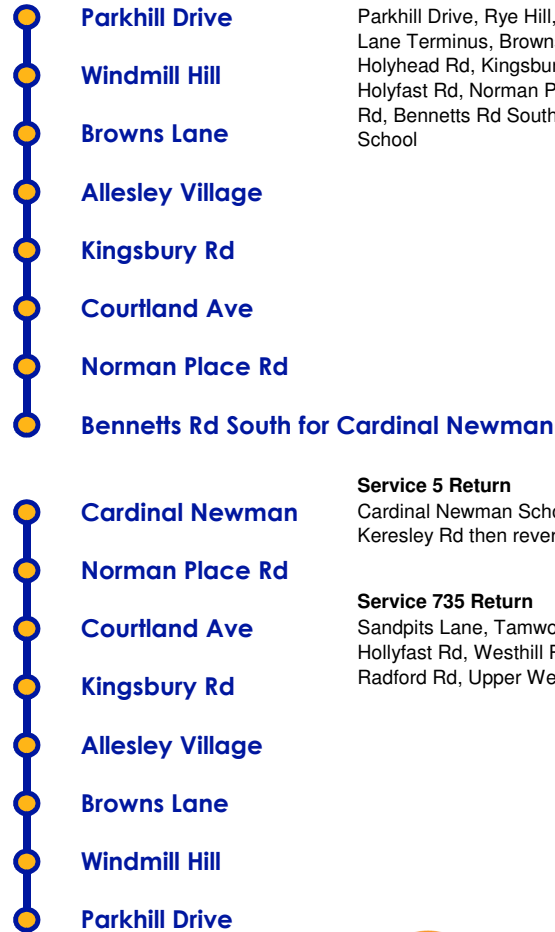 Parkhill Drive
Windmill Hill
Browns Lane
Allesley Village
Kingsbury Rd
Courtland Ave
Norman Place Rd
Bennetts Rd South for Cardinal Newman
Parkhill Drive, Rye Hill,
Lane Terminus, Brown
Holyhead Rd, Kingsbur
Holyfast Rd, Norman P
Rd, Bennetts Rd South
School
Cardinal Newman
Norman Place Rd
Courtland Ave
Kingsbury Rd
Allesley Village
Browns Lane
Windmill Hill
Parkhill Drive
Service 5 Return
Cardinal Newman Scho
Keresley Rd then rever
Service 735 Return
Sandpits Lane, Tamwo
Hollyfast Rd, Westhill R
Radford Rd, Upper We